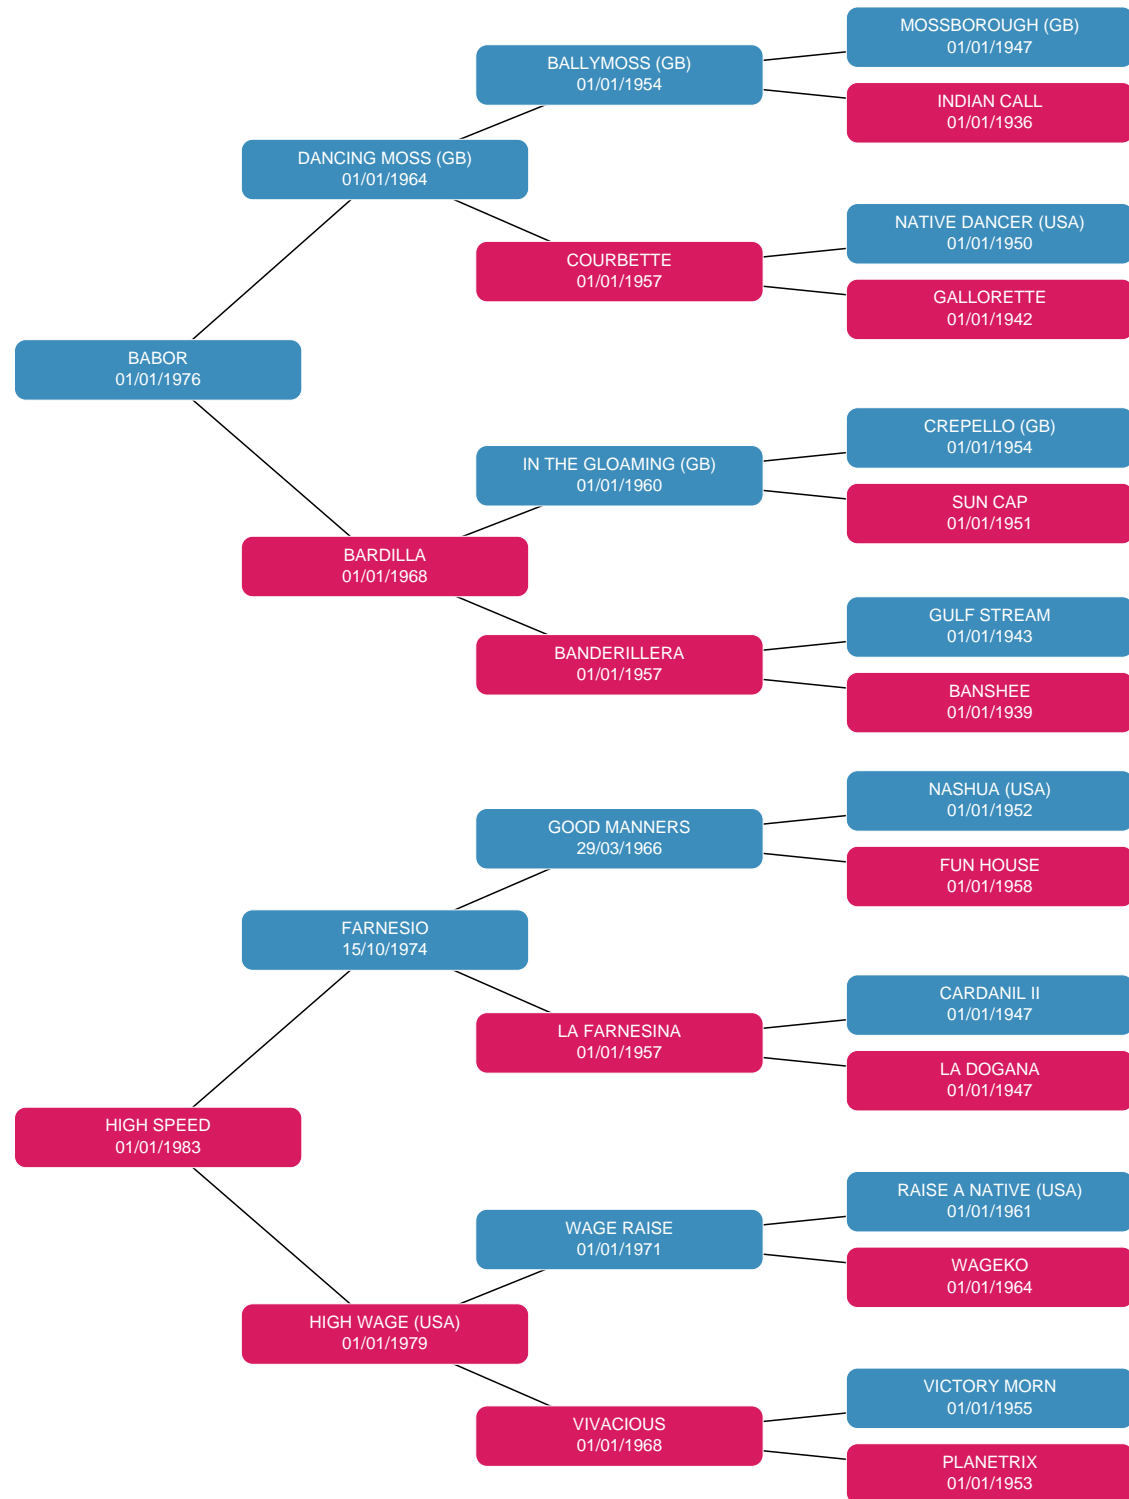 MOSSBOROUGH (GB)
01/01/1947
BALLYMOSS (GB)
01/01/1954
INDIAN CALL
01/01/1936
DANCING MOSS (GB)
01/01/1964
NATIVE DANCER (USA)
01/01/1950
COURBETTE
01/01/1957
GALLORETTE
01/01/1942
BABOR
01/01/1976
CREPELLO (GB)
01/01/1954
IN THE GLOAMING (GB)
01/01/1960
SUN CAP
01/01/1951
BARDILLA
01/01/1968
GULF STREAM
01/01/1943
BANDERILLERA
01/01/1957
BANSHEE
01/01/1939
NASHUA (USA)
01/01/1952
GOOD MANNERS
29/03/1966
FUN HOUSE
01/01/1958
FARNESIO
15/10/1974
CARDANIL II
01/01/1947
LA FARNESINA
01/01/1957
LA DOGANA
01/01/1947
HIGH SPEED
01/01/1983
RAISE A NATIVE (USA)
01/01/1961
WAGE RAISE
01/01/1971
WAGEKO
01/01/1964
HIGH WAGE (USA)
01/01/1979
VICTORY MORN
01/01/1955
VIVACIOUS
01/01/1968
PLANETRIX
01/01/1953